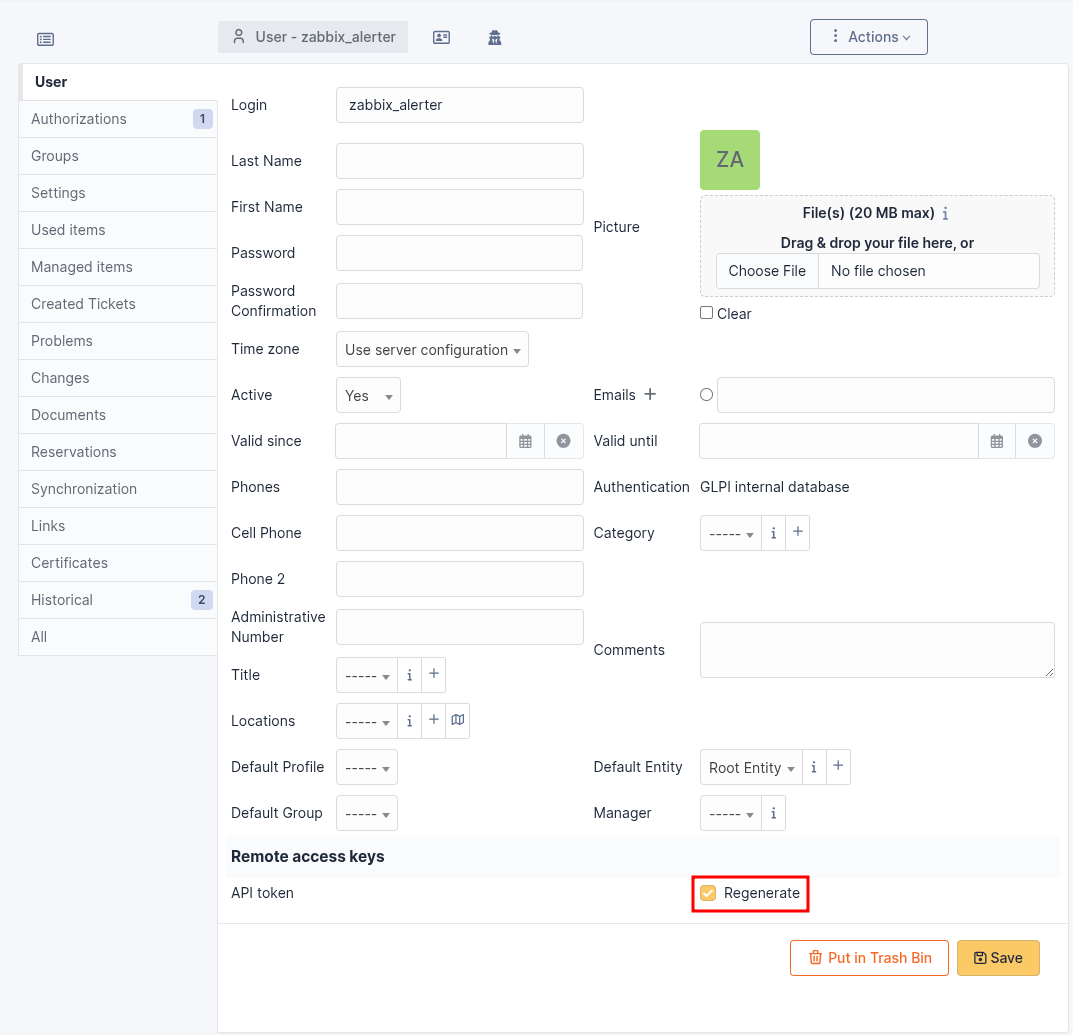 User - zabbix_alerter
Actions
User
Authorizations 1
Groups
Settings
Used items
Managed items
Created Tickets
Problems
Changes
Documents
Reservations
Synchronization
Links
Certificates
Historical 2
All
Login zabbix_alerter
Last Name
First Name
Password
Password
Confirmation
Picture
ZA
File(s) (20 MB max) i
Drag & drop your file here, or
Choose File No file chosen
Clear
Time zone Use server configuration
Active Yes Emails +
Valid since Valid until
Phones Authentication GLPI internal database
Cell Phone Category ----- i +
Phone 2
Administrative
Number
Comments
Title ----- i +
Locations ----- i +
Default Profile ----- Default Entity Root Entity i +
Default Group ----- Manager ----- i
Remote access keys
API token Regenerate
Put in Trash Bin Save